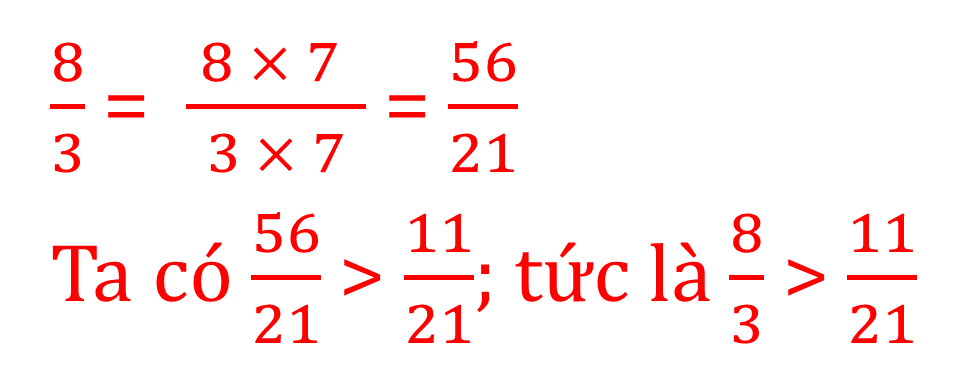 8/3 = (8 × 7)/(3 × 7) = 56/21
Ta có 56/21 > 11/21; tức là 8/3 > 11/21